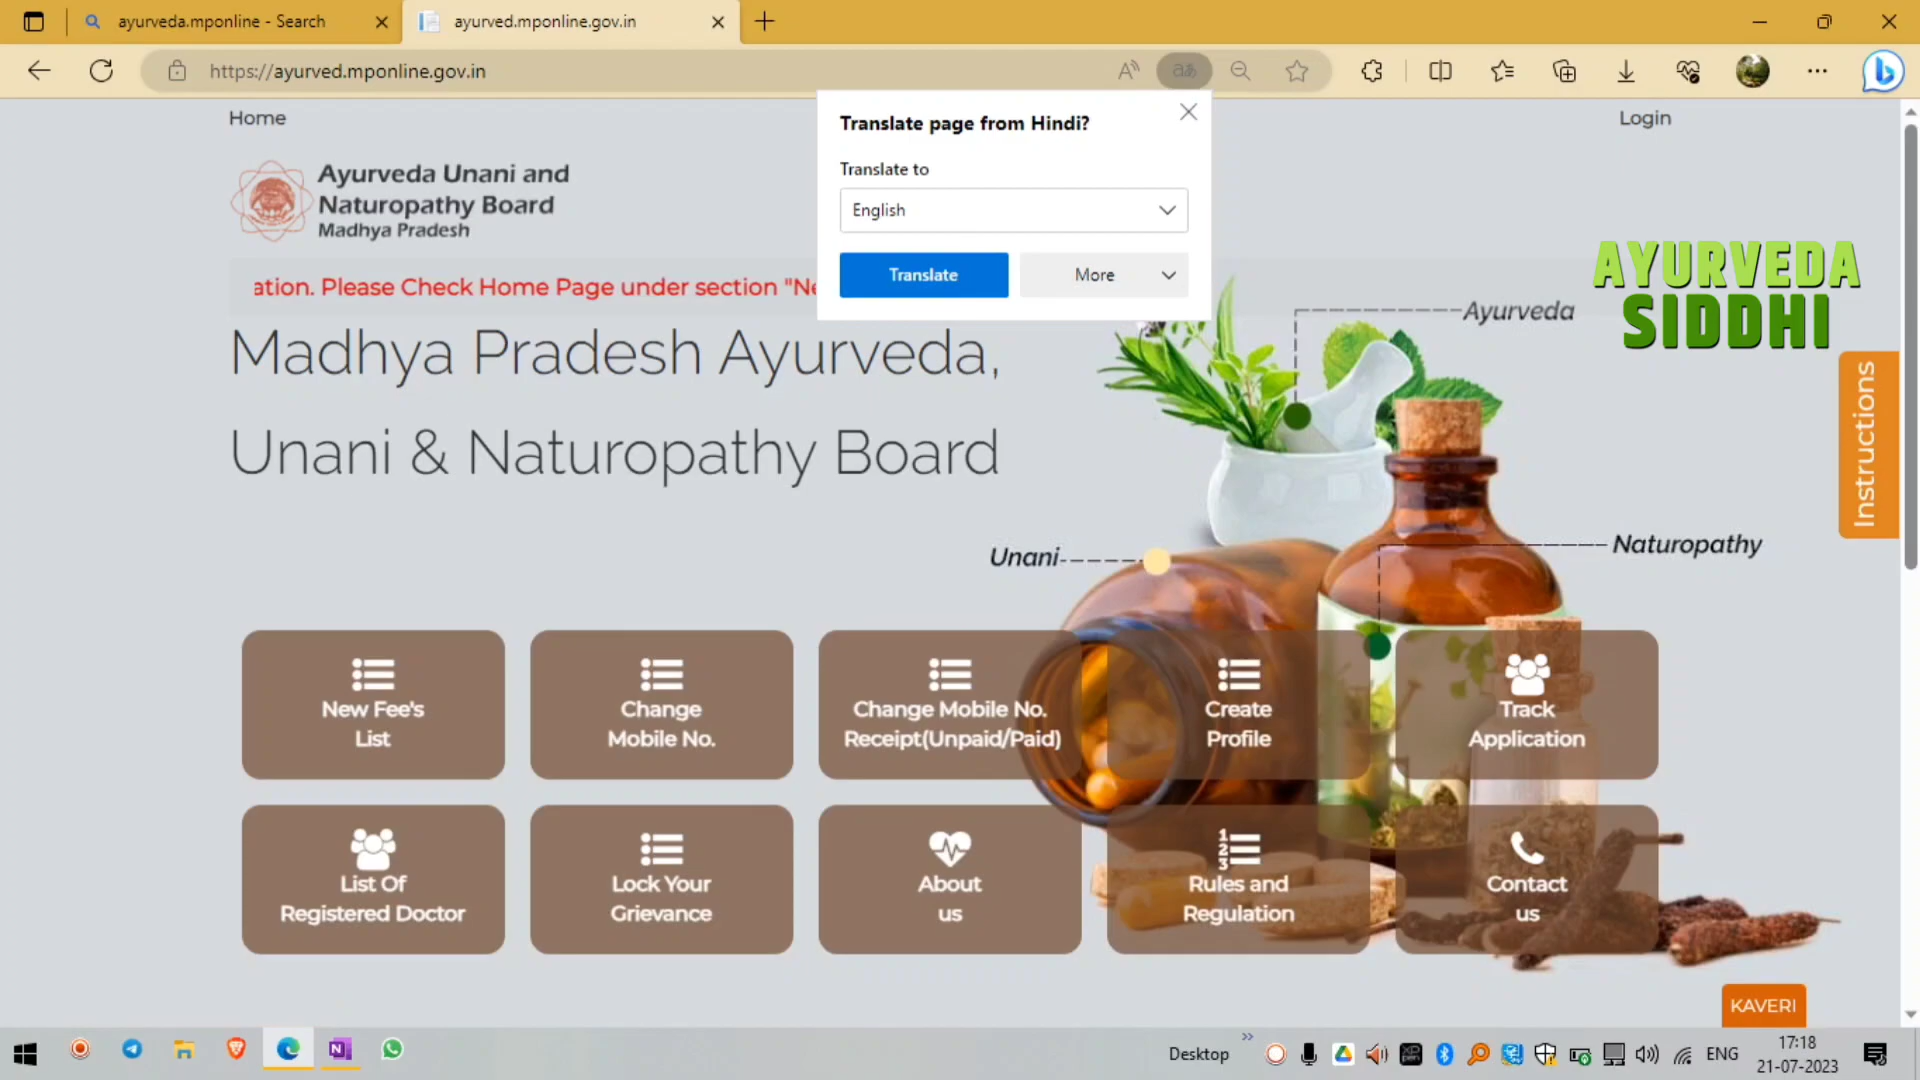 ayurveda.mponline - Search
ayurved.mponline.gov.in
https://ayurved.mponline.gov.in
Home
Login
Translate page from Hindi?
Translate to
English
Translate
More
Ayurveda Unani and
Naturopathy Board
Madhya Pradesh
ation. Please Check Home Page under section "Ne
AYURVEDA
SIDDHI
Madhya Pradesh Ayurveda,
Unani & Naturopathy Board
Ayurveda
Unani
Naturopathy
Instructions
New Fee's
List
Change
Mobile No.
Change Mobile No.
Receipt(Unpaid/Paid)
Create
Profile
Track
Application
List Of
Registered Doctor
Lock Your
Grievance
About
us
Rules and
Regulation
Contact
us
KAVERI
Desktop
ENG
17:18
21-07-2023